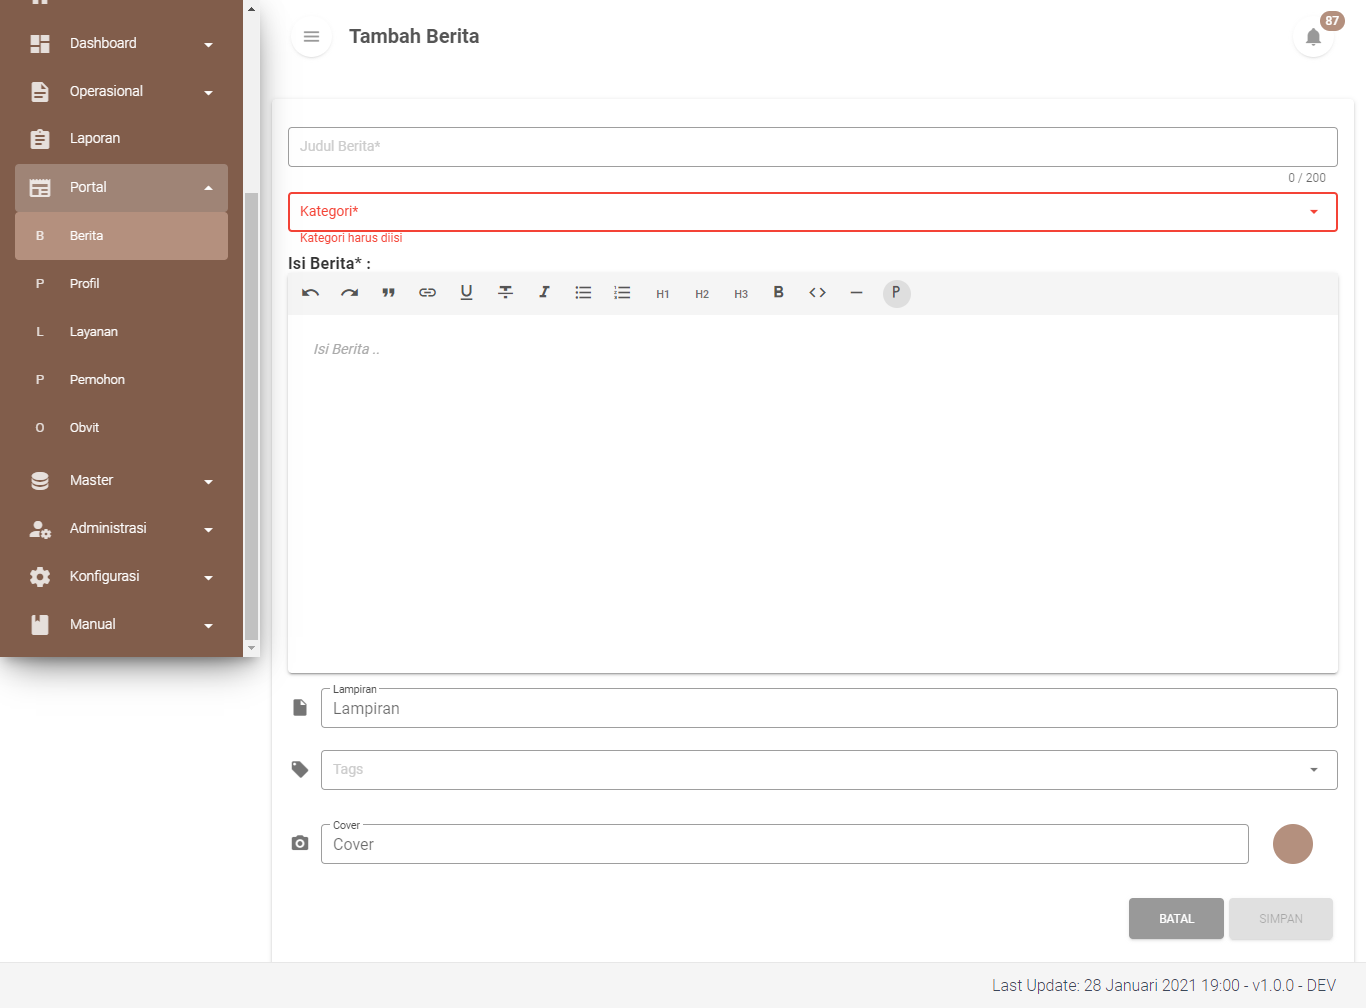 Dashboard
Operasional
Laporan
Portal
B Berita
P Profil
L Layanan
P Pemohon
O Obvit
Master
Administrasi
Konfigurasi
Manual
Tambah Berita
87
Judul Berita*
0 / 200
Kategori*
Kategori harus diisi
Isi Berita* :
H1 H2 H3 B <> P
Isi Berita ..
Lampiran
Lampiran
Tags
Cover
Cover
BATAL SIMPAN
Last Update: 28 Januari 2021 19:00 - v1.0.0 - DEV